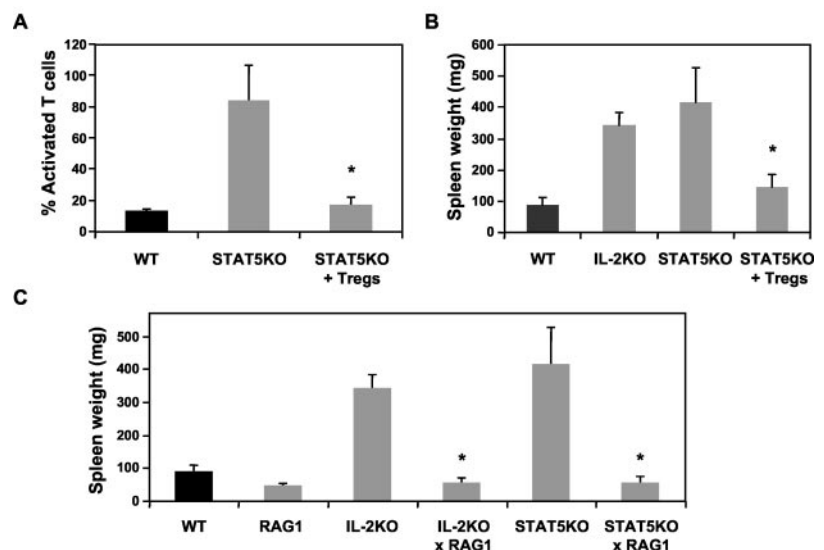 A
% Activated T cells
120
100
80
60
40
20
0
*
WT STAT5KO STAT5KO
+ Tregs
B
Spleen weight (mg)
600
500
400
300
200
100
0
*
WT IL-2KO STAT5KO STAT5KO
+ Tregs
C
Spleen weight (mg)
500
400
300
200
100
0
* *
WT RAG1 IL-2KO IL-2KO STAT5KO STAT5KO
x RAG1 x RAG1